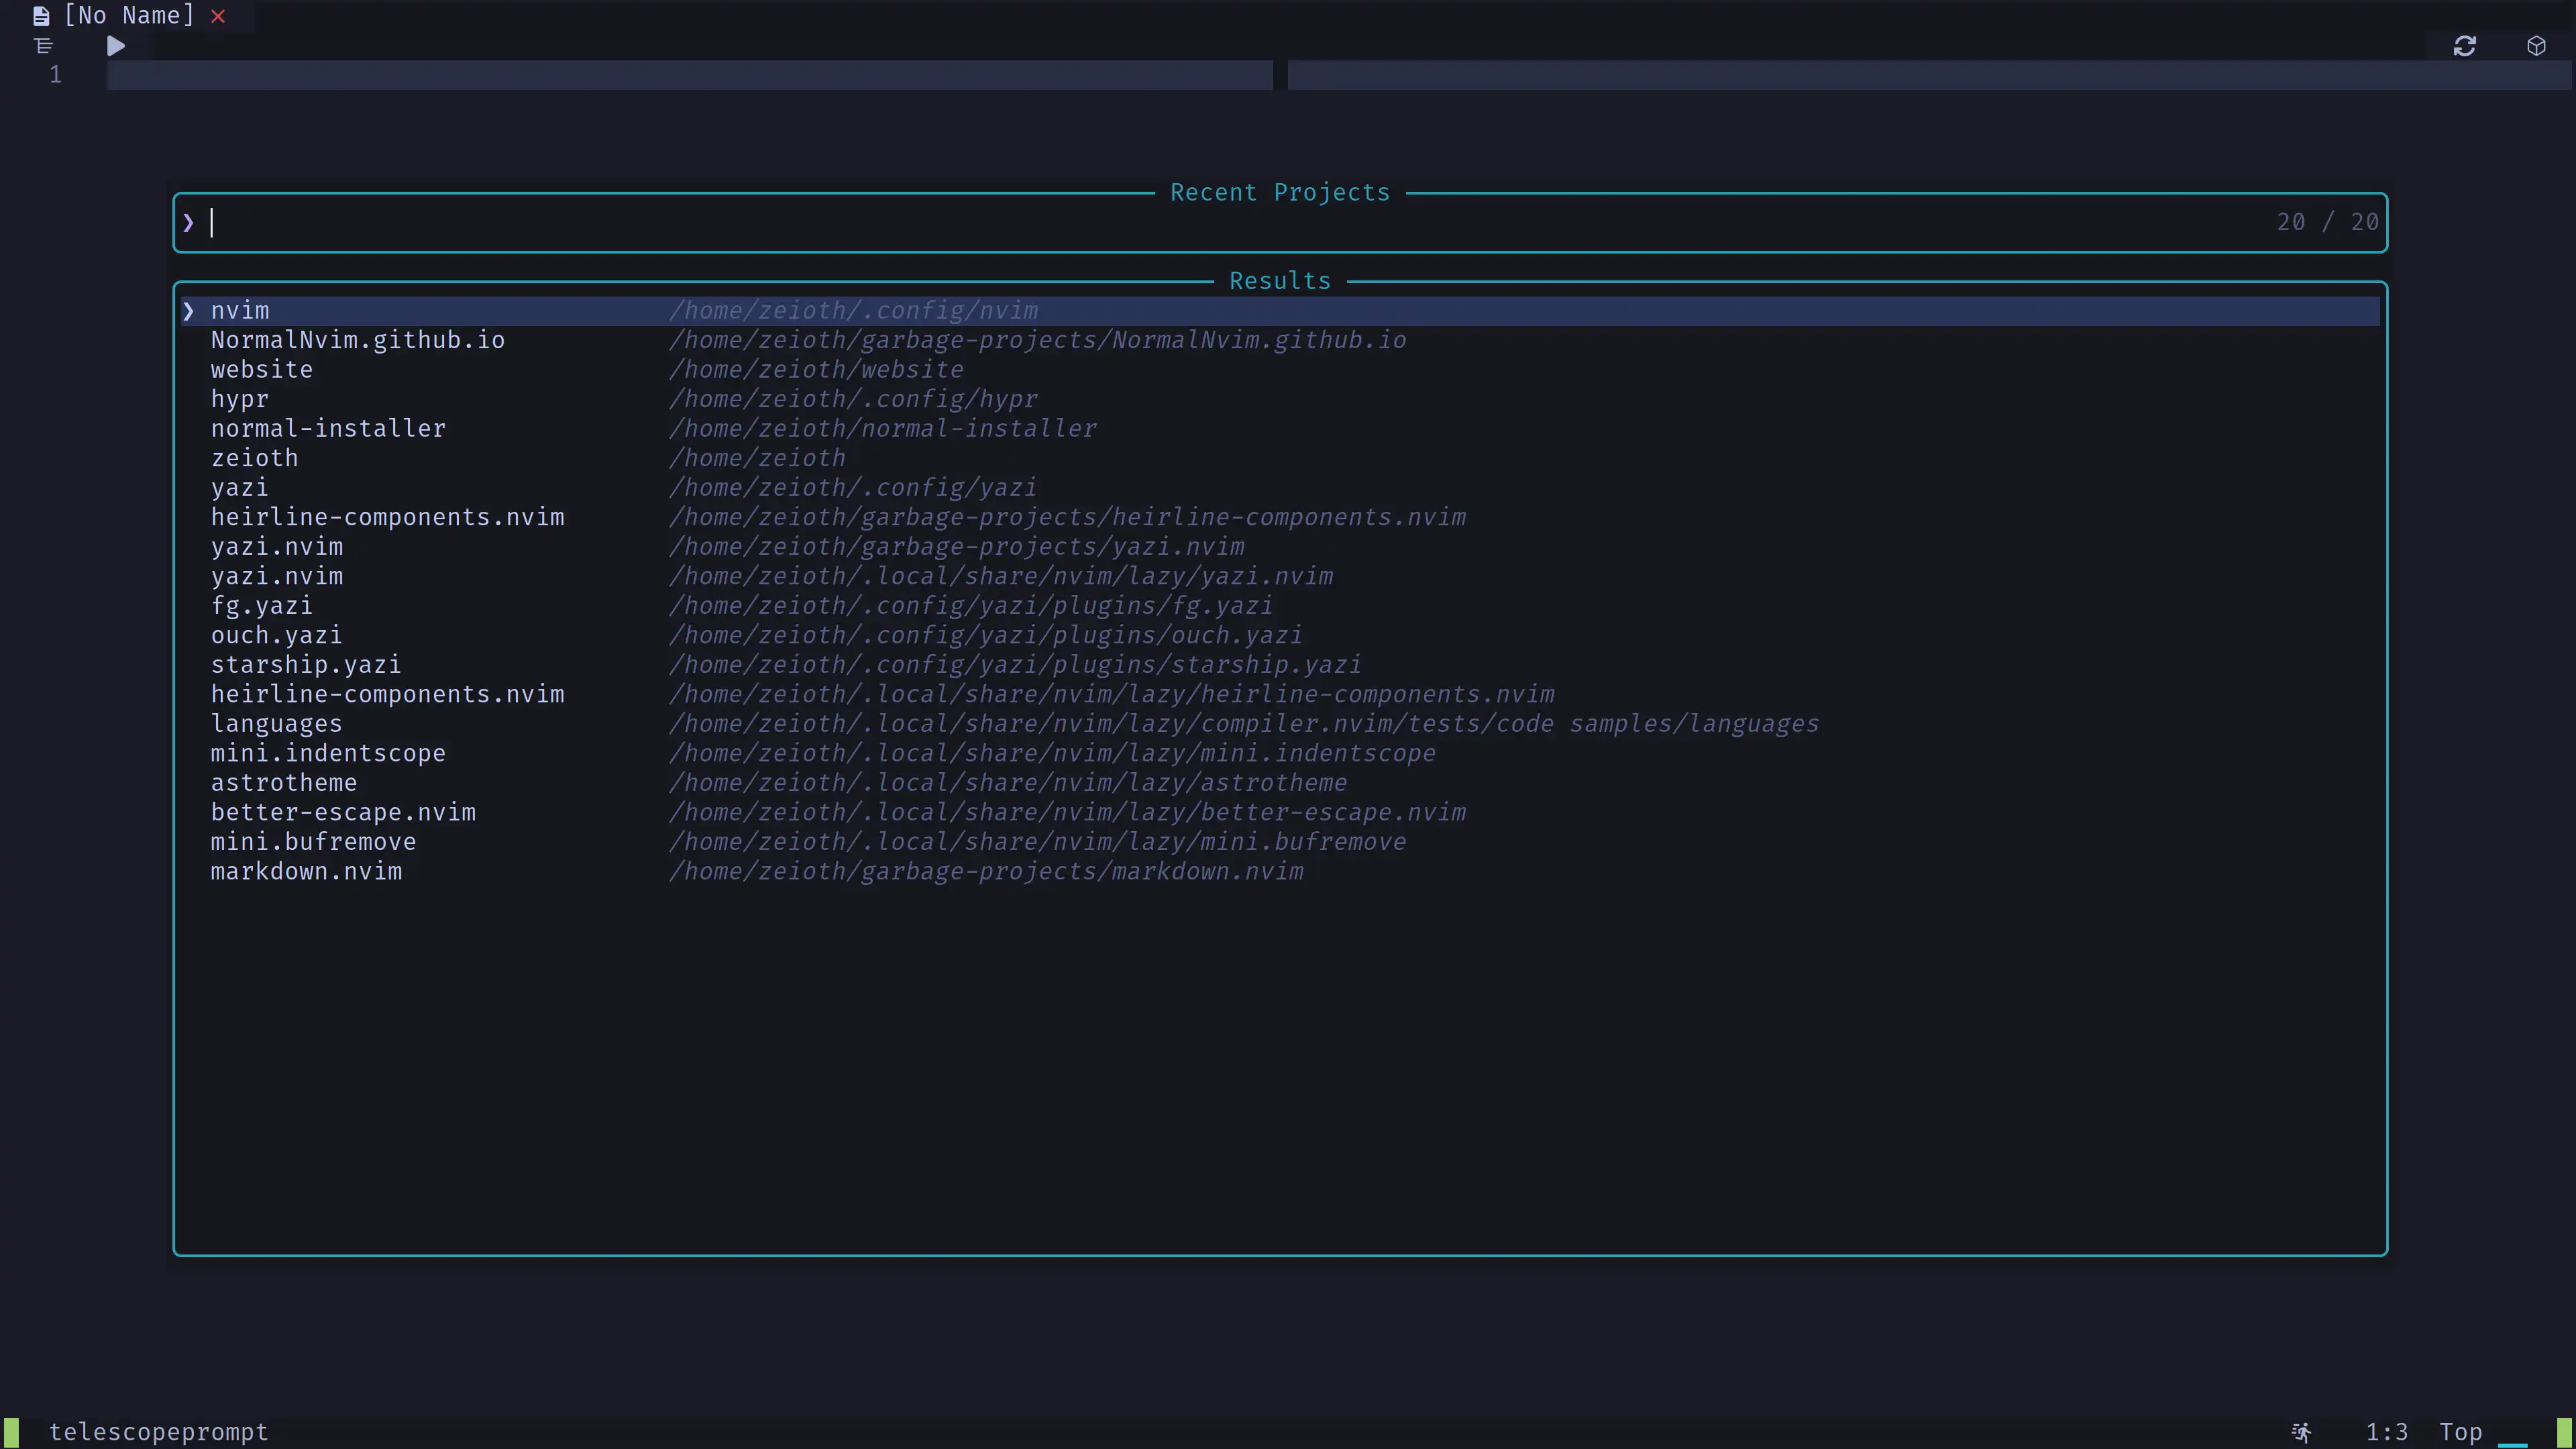 [No Name]
1
Recent Projects
20 / 20
Results
nvim /home/zeioth/.config/nvim
NormalNvim.github.io /home/zeioth/garbage-projects/NormalNvim.github.io
website /home/zeioth/website
hypr /home/zeioth/.config/hypr
normal-installer /home/zeioth/normal-installer
zeioth /home/zeioth
yazi /home/zeioth/.config/yazi
heirline-components.nvim /home/zeioth/garbage-projects/heirline-components.nvim
yazi.nvim /home/zeioth/garbage-projects/yazi.nvim
yazi.nvim /home/zeioth/.local/share/nvim/lazy/yazi.nvim
fg.yazi /home/zeioth/.config/yazi/plugins/fg.yazi
ouch.yazi /home/zeioth/.config/yazi/plugins/ouch.yazi
starship.yazi /home/zeioth/.config/yazi/plugins/starship.yazi
heirline-components.nvim /home/zeioth/.local/share/nvim/lazy/heirline-components.nvim
languages /home/zeioth/.local/share/nvim/lazy/compiler.nvim/tests/code samples/languages
mini.indentscope /home/zeioth/.local/share/nvim/lazy/mini.indentscope
astrotheme /home/zeioth/.local/share/nvim/lazy/astrotheme
better-escape.nvim /home/zeioth/.local/share/nvim/lazy/better-escape.nvim
mini.bufremove /home/zeioth/.local/share/nvim/lazy/mini.bufremove
markdown.nvim /home/zeioth/garbage-projects/markdown.nvim
telescopeprompt 1:3 Top